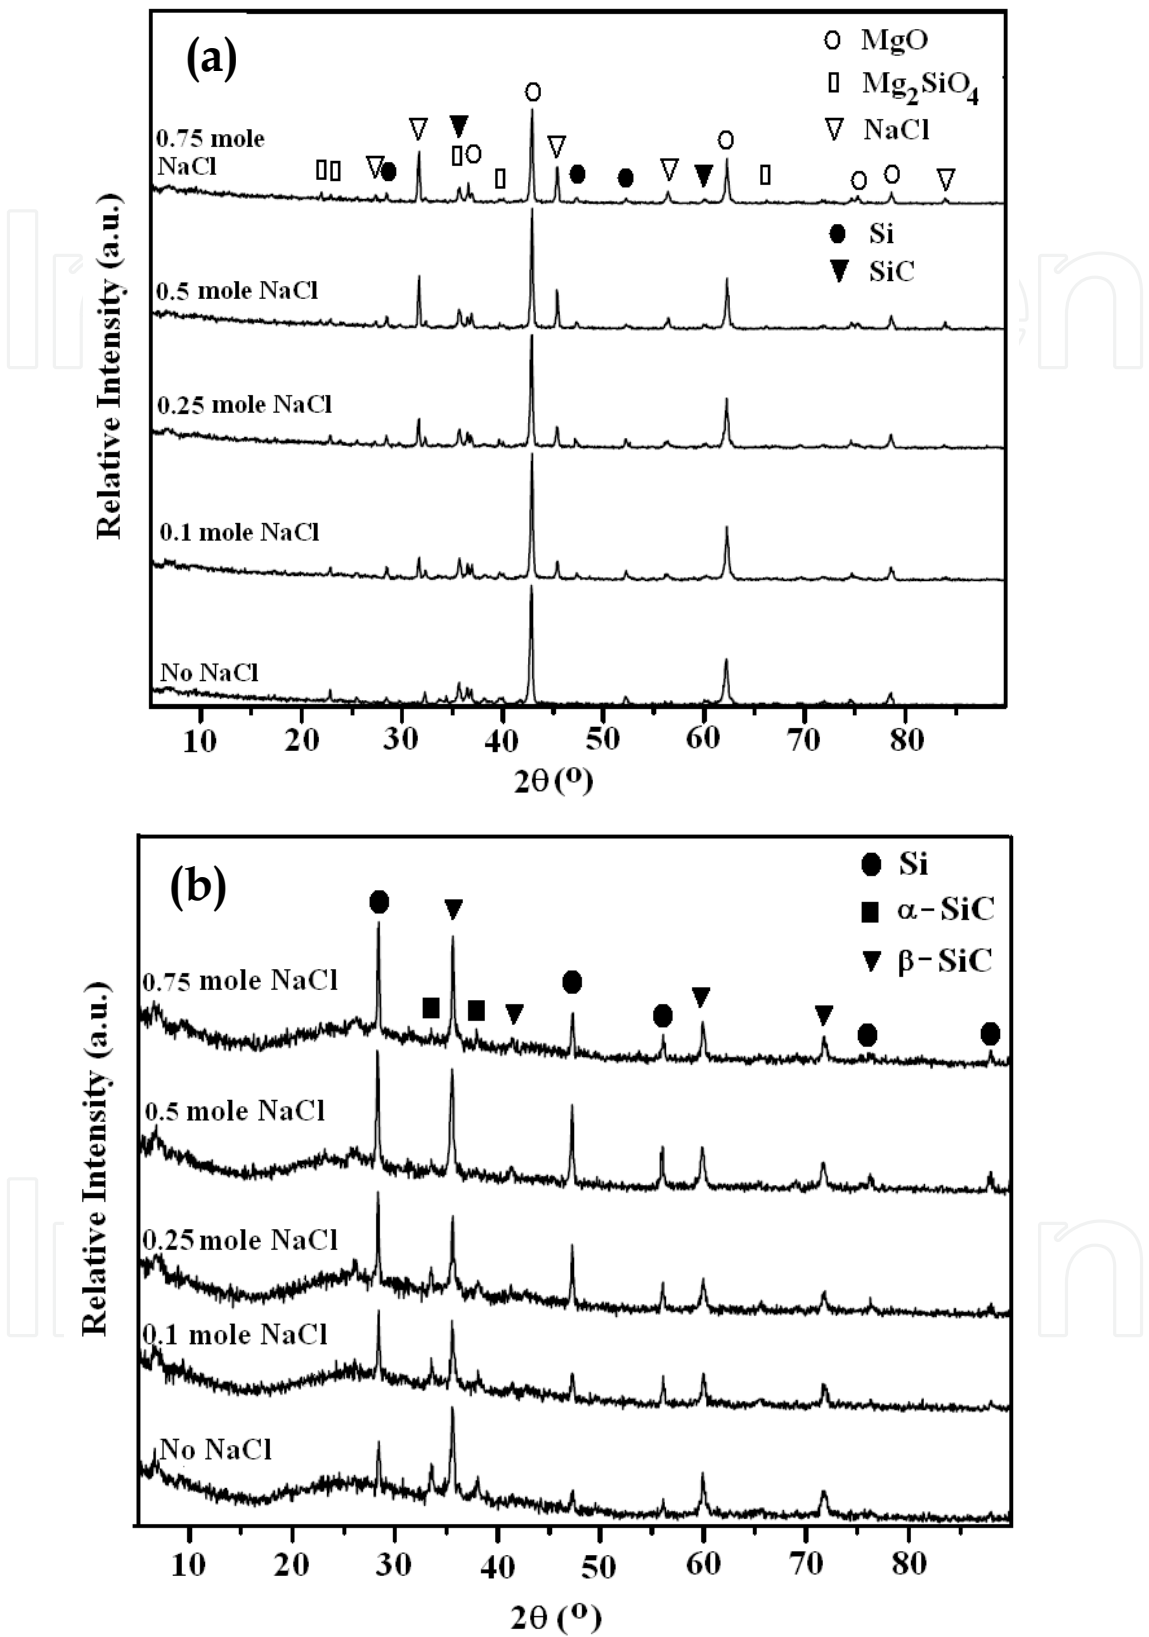 (a)
MgO
Mg₂SiO₄
NaCl
0.75 mole
NaCl
Si
SiC
0.5 mole NaCl
0.25 mole NaCl
0.1 mole NaCl
No NaCl
Relative Intensity (a.u.)
10 20 30 40 50 60 70 80
2θ (º)
(b)
Si
α- SiC
β- SiC
0.75 mole NaCl
0.5 mole NaCl
0.25 mole NaCl
0.1 mole NaCl
No NaCl
Relative Intensity (a.u.)
10 20 30 40 50 60 70 80
2θ (º)